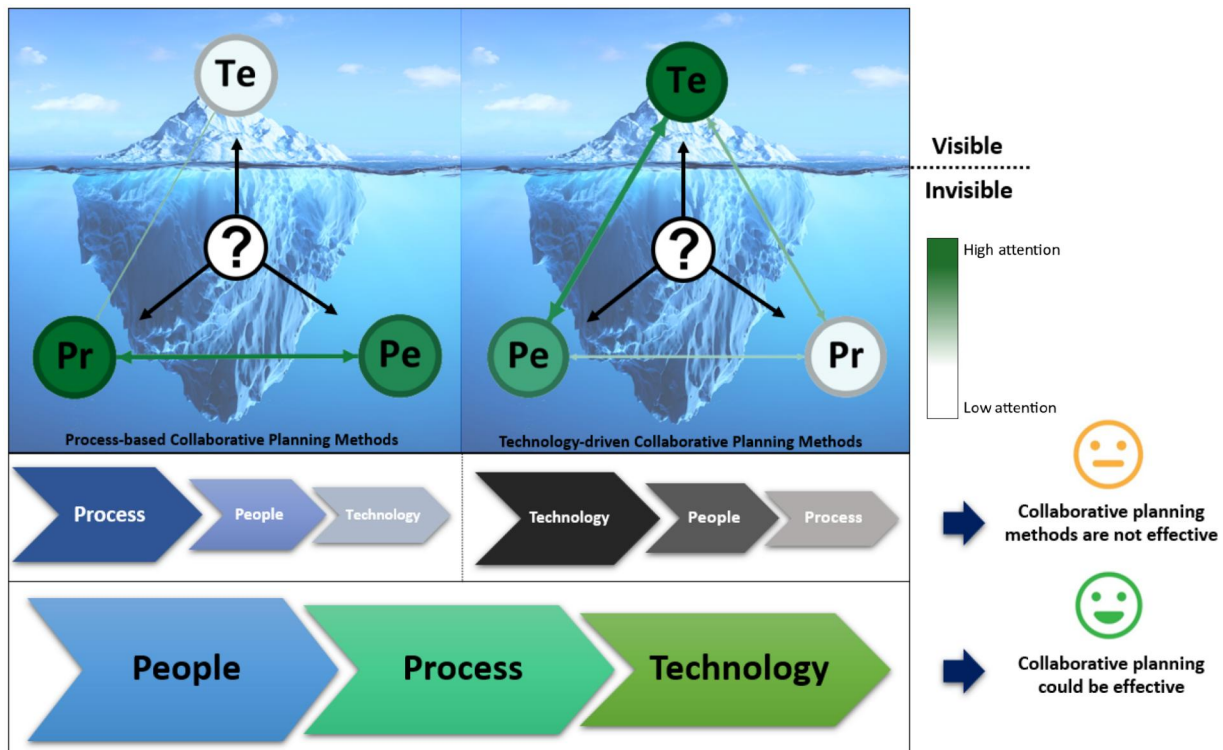 Te
?
Pr
Pe
Process-based Collaborative Planning Methods
Te
?
Pe
Pr
Technology-driven Collaborative Planning Methods
Visible
Invisible
High attention
Low attention
Process
People
Technology
Technology
People
Process
Collaborative planning
methods are not effective
People
Process
Technology
Collaborative planning
could be effective